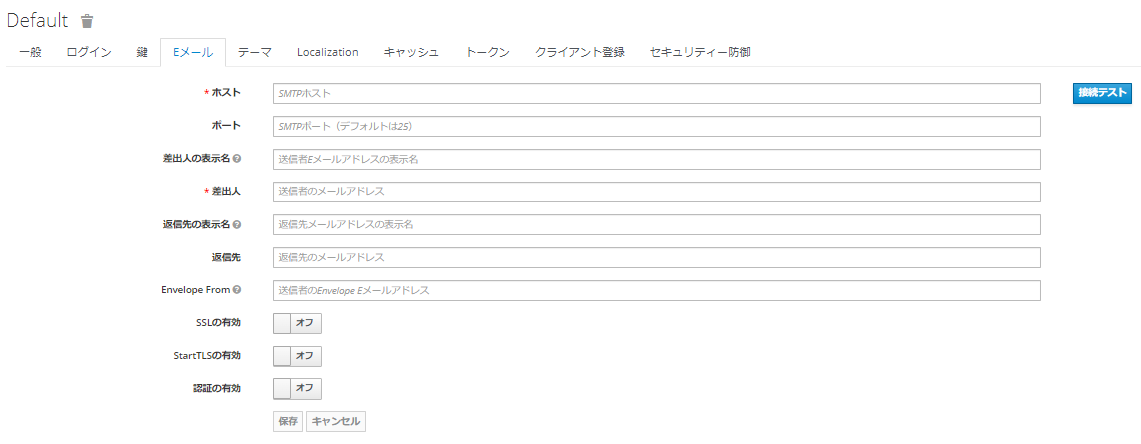 Default
一般 ログイン 鍵 Eメール テーマ Localization キャッシュ トークン クライアント登録 セキュリティー防御
* ホスト SMTPホスト 接続テスト
ポート SMTPポート（デフォルトは25）
差出人の表示名 送信者Eメールアドレスの表示名
* 差出人 送信者のメールアドレス
返信先の表示名 返信先メールアドレスの表示名
返信先 返信先のメールアドレス
Envelope From 送信者のEnvelope Eメールアドレス
SSLの有効 オフ
StartTLSの有効 オフ
認証の有効 オフ
保存 キャンセル